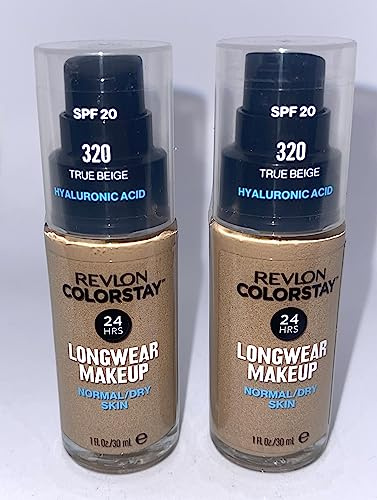 SPF 20
320
TRUE BEIGE
HYALURONIC ACID
REVLON
COLORSTAY™
24
HRS
LONGWEAR
MAKEUP
NORMAL/DRY
SKIN
1 fl Oz/30 mL ℮
SPF 20
320
TRUE BEIGE
HYALURONIC ACID
REVLON
COLORSTAY™
24
HRS
LONGWEAR
MAKEUP
NORMAL/DRY
SKIN
1 fl Oz/30 mL ℮